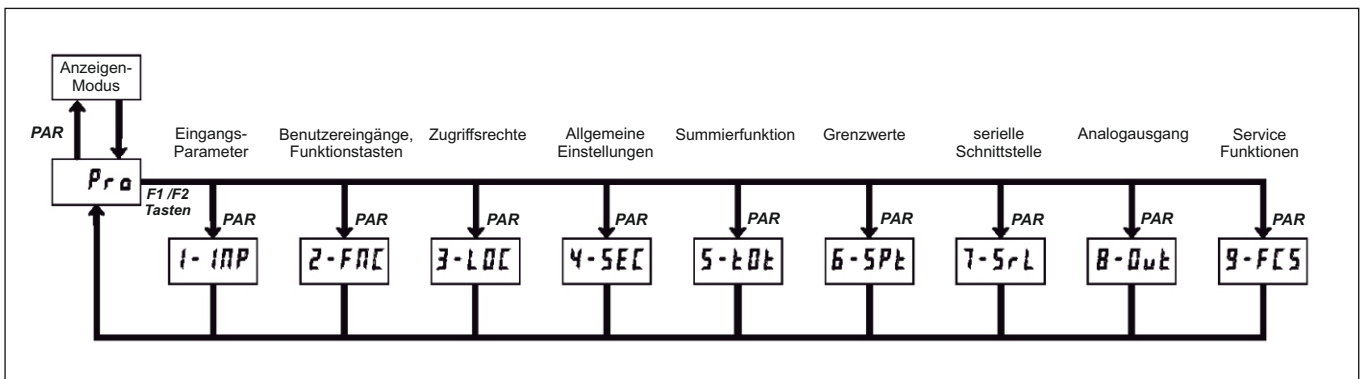 Anzeigen-
Modus
PAR
Eingangs-
Parameter
Benutzereingänge,
Funktionstasten
Zugriffsrechte
Allgemeine
Einstellungen
Summierfunktion
Grenzwerte
serielle
Schnittstelle
Analogausgang
Service
Funktionen
Pro
F1 /F2
Tasten
PAR
PAR
PAR
PAR
PAR
PAR
PAR
PAR
PAR
1-INP
2-FNC
3-LOC
4-SEC
5-tOt
6-SPt
7-SrL
8-Out
9-FCS